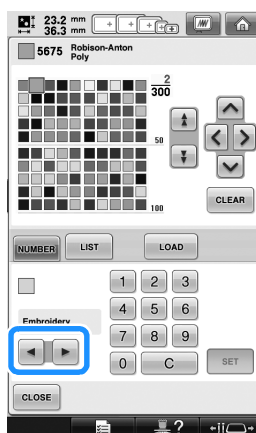 23.2 mm
36.3 mm
5675 Robison-Anton
Poly
2
300
50
100
CLEAR
NUMBER LIST LOAD
1 2 3
Embroidery
4 5 6
7 8 9
0 C SET
CLOSE
?